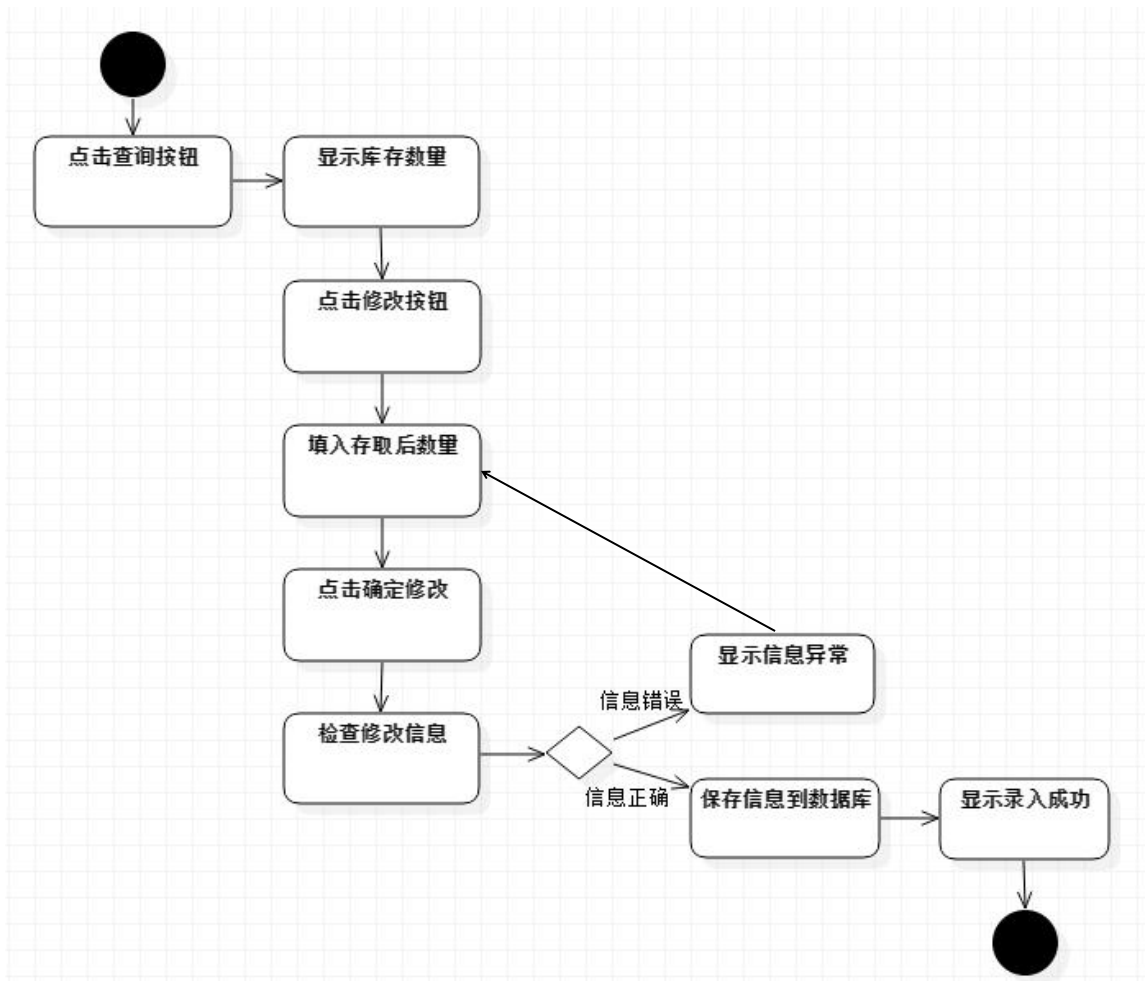 点击查询按钮
显示库存数量
点击修改按钮
填入存取后数量
点击确定修改
检查修改信息
信息错误
显示信息异常
信息正确
保存信息到数据库
显示录入成功